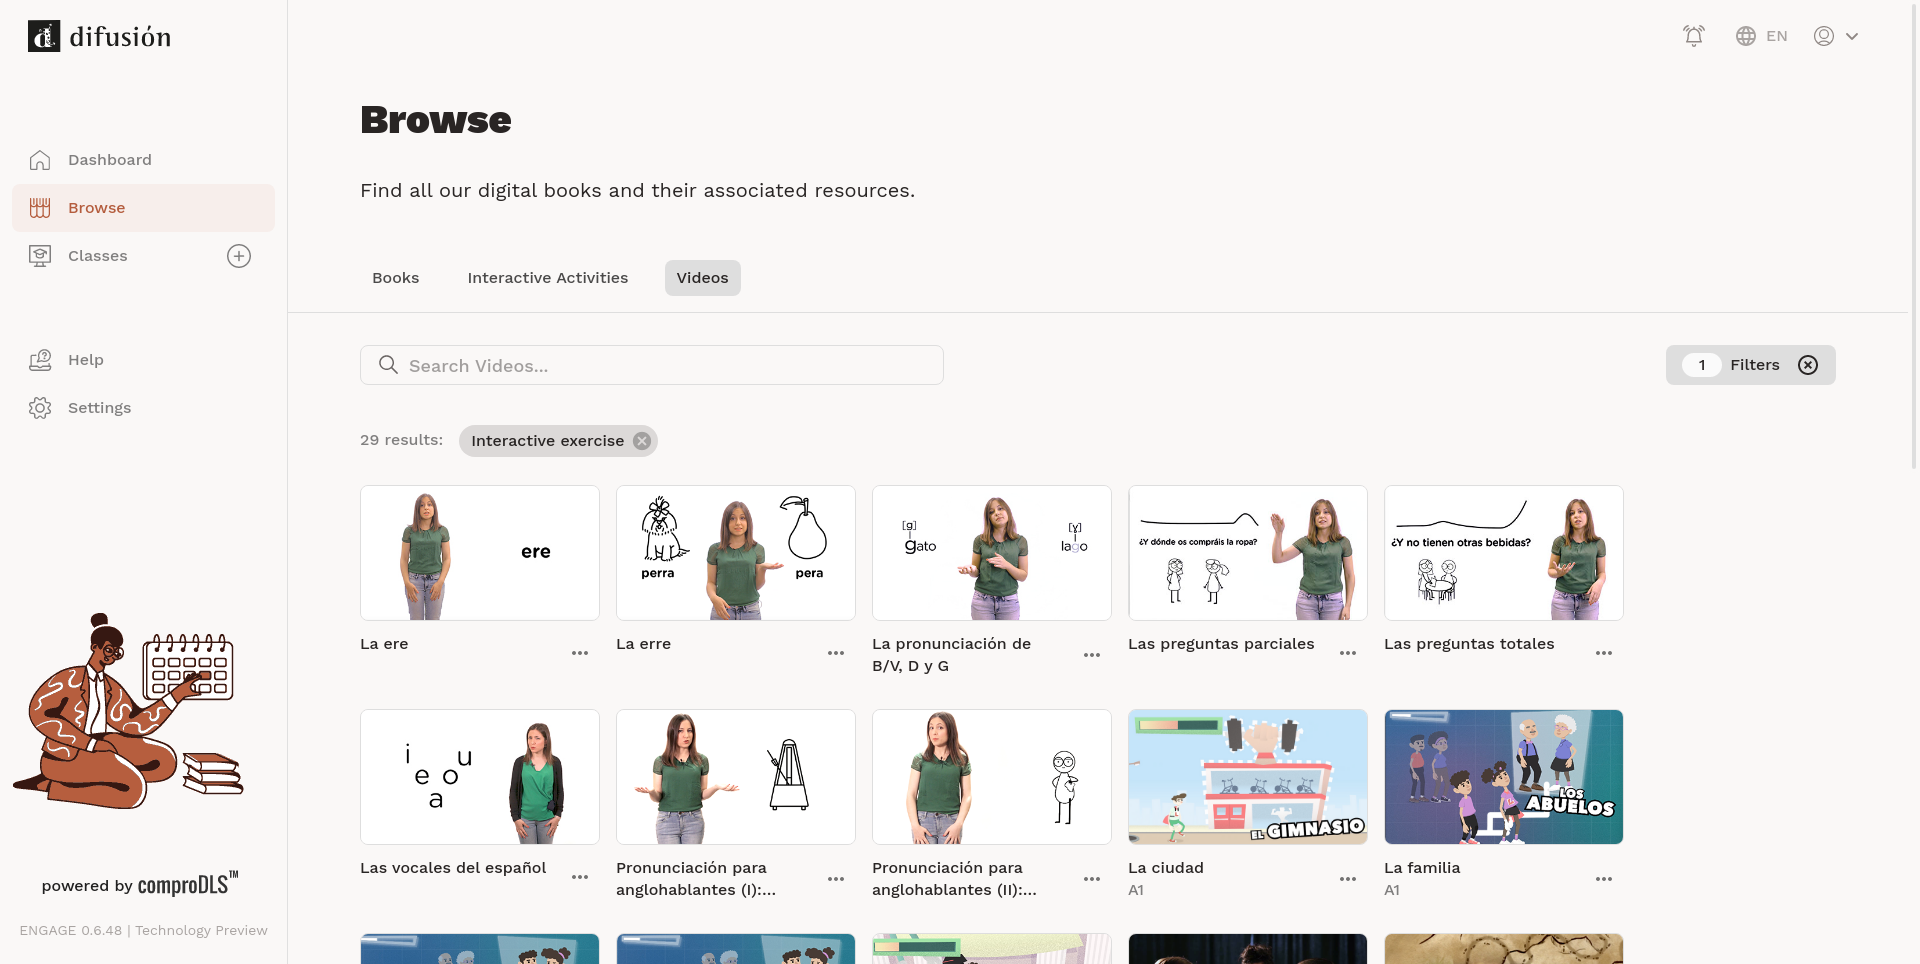 difusión
EN
Dashboard
Browse
Classes
Help
Settings
powered by comproDLS™
ENGAGE 0.6.48 | Technology Preview
Browse
Find all our digital books and their associated resources.
Books
Interactive Activities
Videos
Search Videos...
1 Filters
29 results:
Interactive exercise
ere
perra
pera
[g]
gato
[ɣ]
lago
¿Y dónde os compráis la ropa?
¿Y no tienen otras bebidas?
La ere
La erre
La pronunciación de
B/V, D y G
Las preguntas parciales
Las preguntas totales
i
e
a
o
u
EL GIMNASIO
LOS
ABUELOS
Las vocales del español
Pronunciación para
anglohablantes (I):...
Pronunciación para
anglohablantes (II):...
La ciudad
A1
La familia
A1